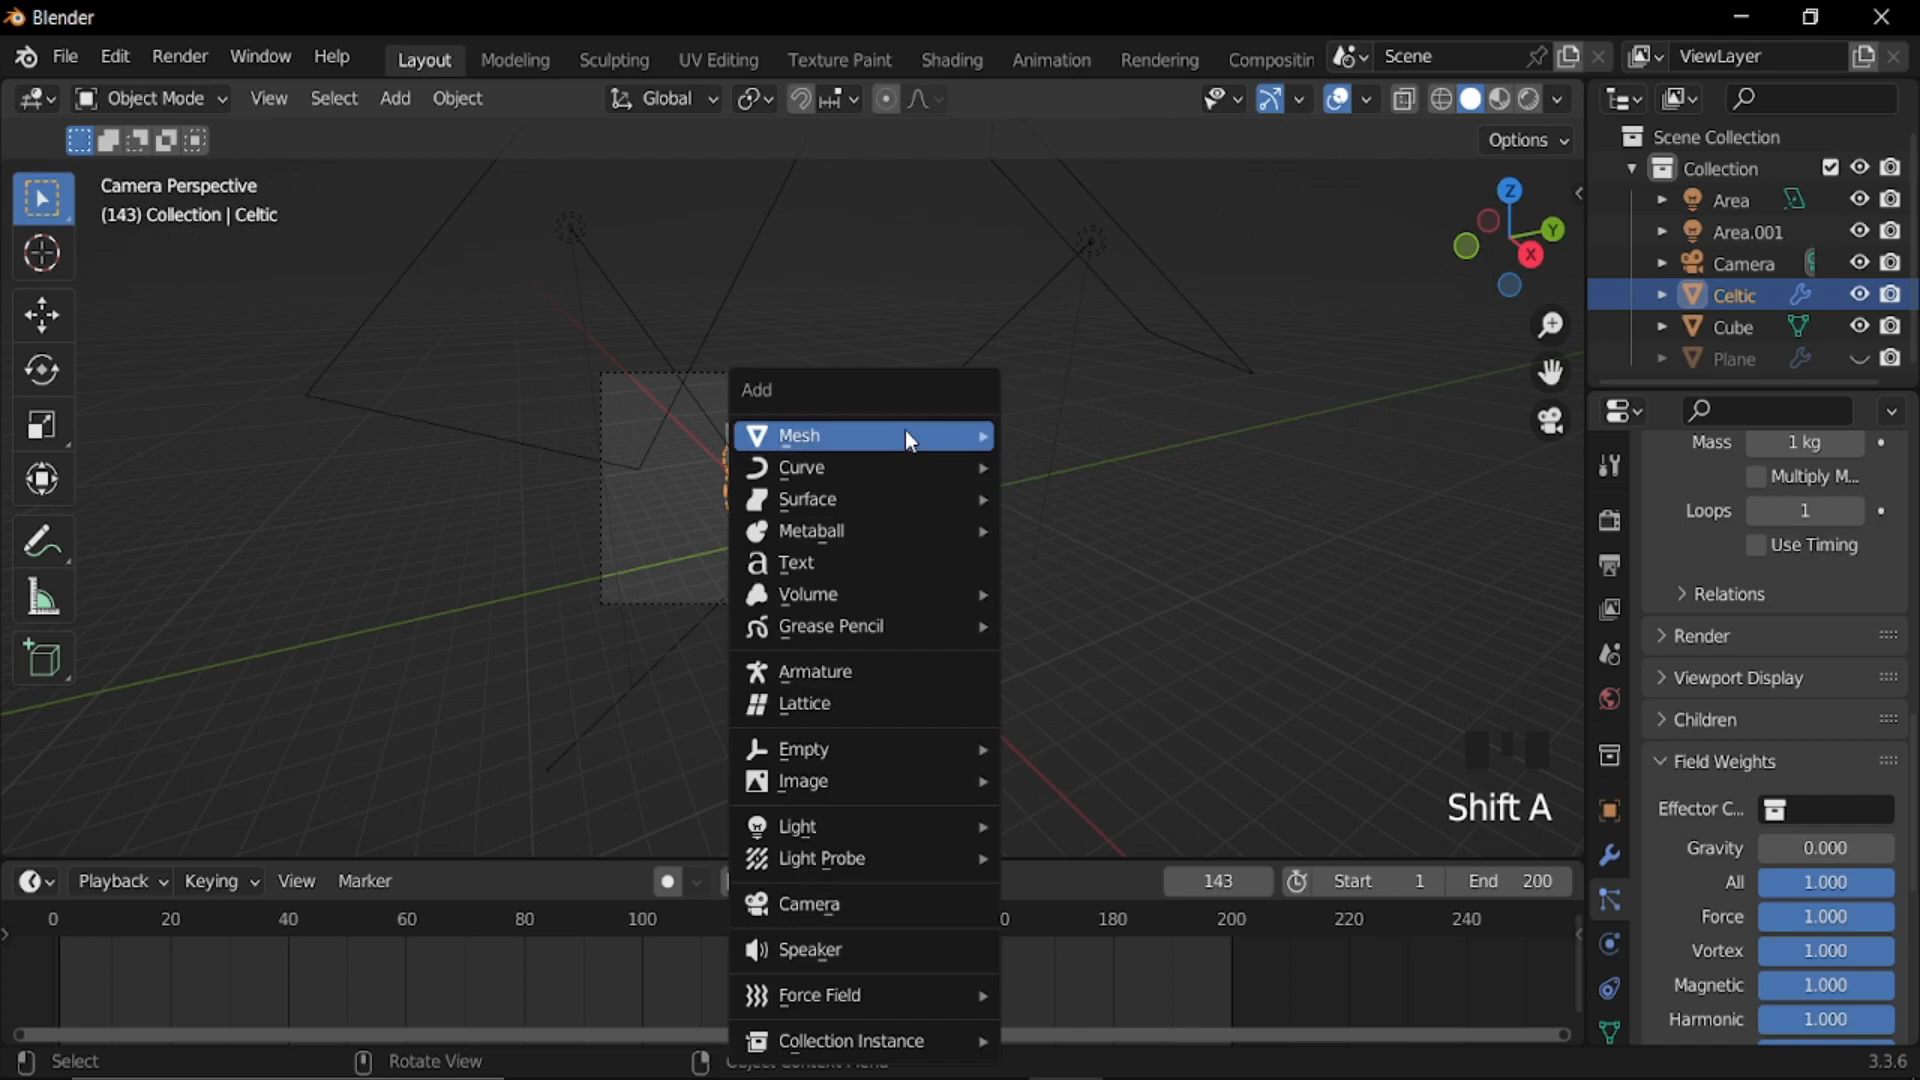 Blender
File Edit Render Window Help Layout Modeling Sculpting UV Editing Texture Paint Shading Animation Rendering Compositin Scene ViewLayer
Object Mode View Select Add Object Global
Options
Camera Perspective
(143) Collection | Celtic
Z
Y
X
Scene Collection
Collection
Area
Area.001
Camera
Celtic
Cube
Plane
Add
Mesh
Curve
Surface
Metaball
Text
Volume
Grease Pencil
Armature
Lattice
Empty
Image
Light
Light Probe
Camera
Speaker
Force Field
Collection Instance
Shift A
Mass 1 kg
Multiply M...
Loops 1
Use Timing
Relations
Render
Viewport Display
Children
Field Weights
Effector C...
Gravity 0.000
All 1.000
Force 1.000
Vortex 1.000
Magnetic 1.000
Harmonic 1.000
Playback Keying View Marker 143 Start 1 End 200
0 20 40 60 80 100 0 180 200 220 240
Select Rotate View 3.3.6